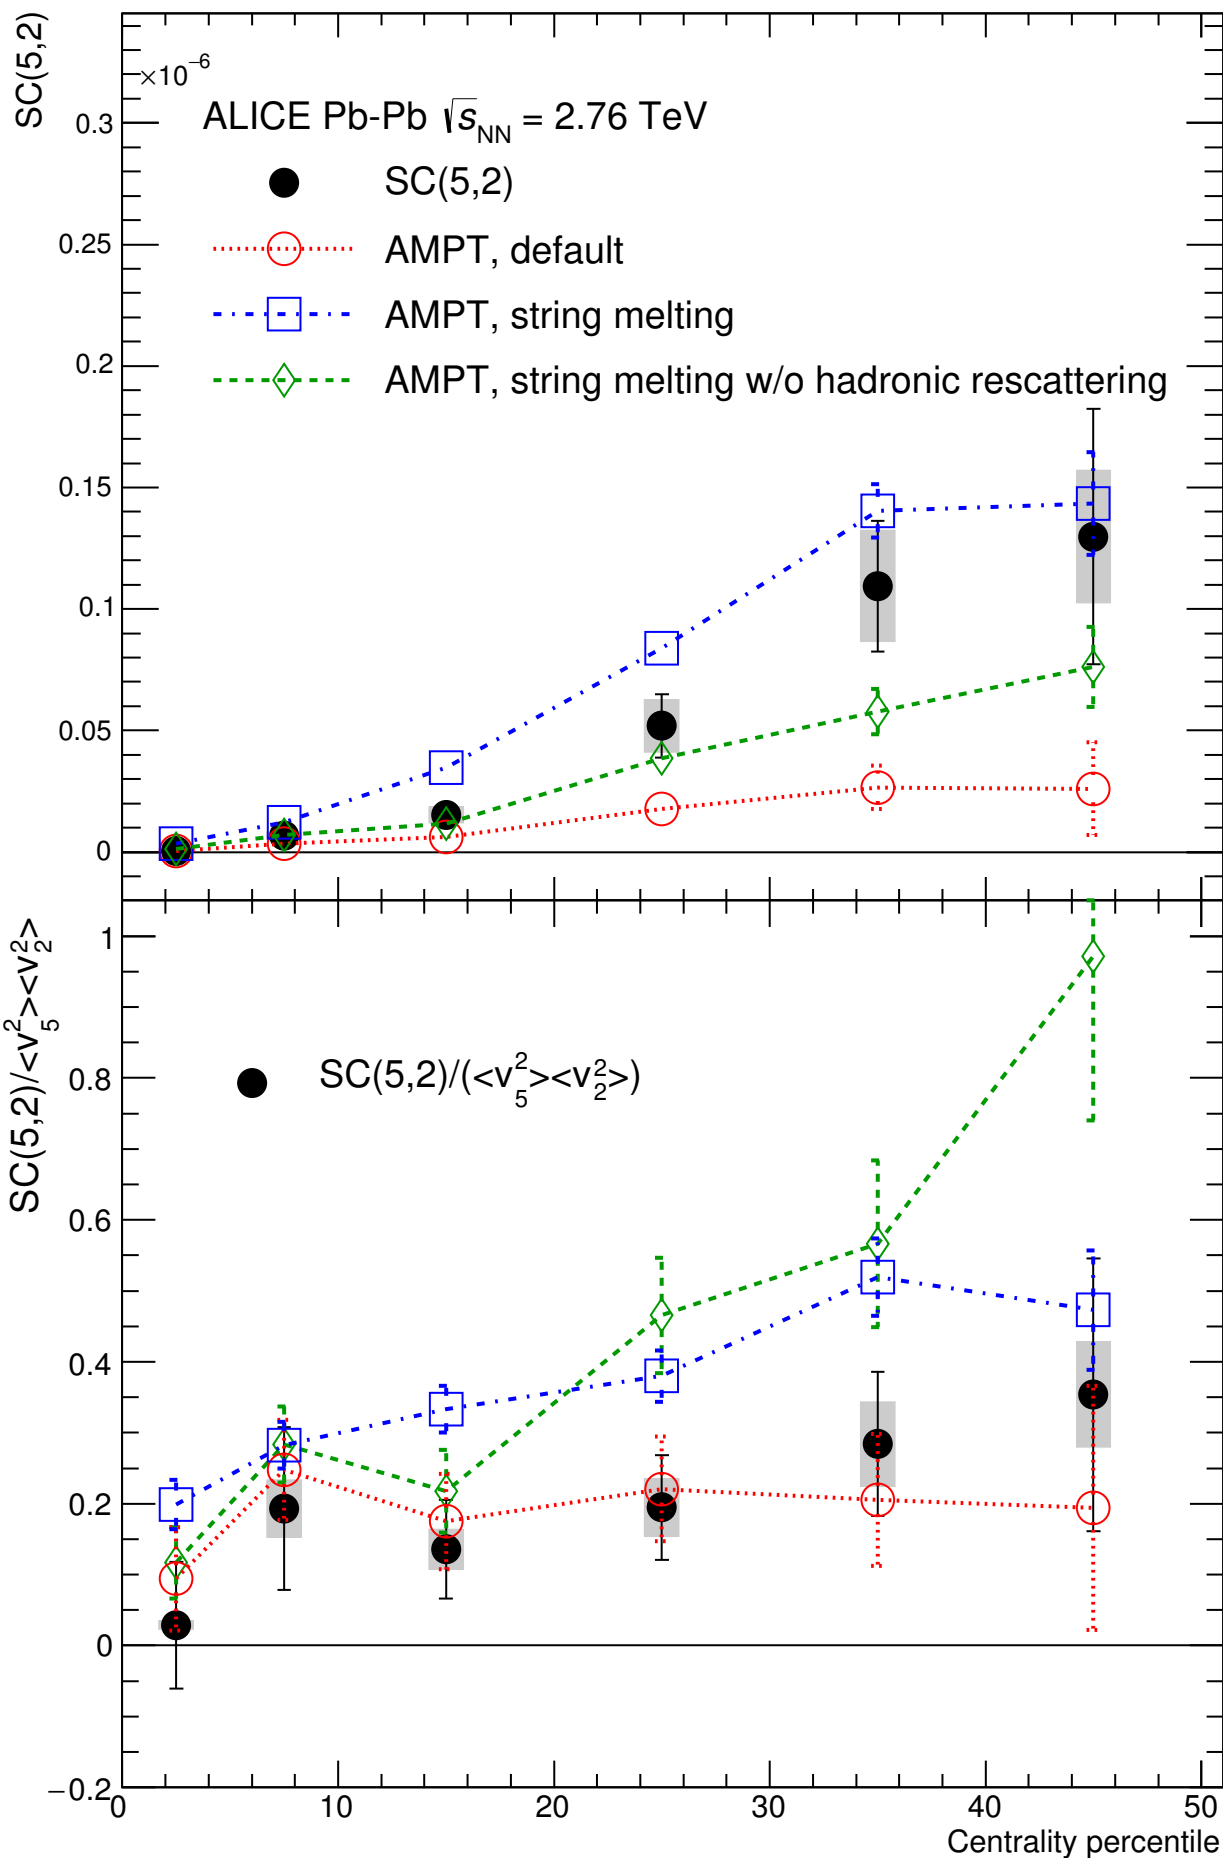 SC(5,2)
×10⁻⁶
ALICE Pb-Pb √s_NN = 2.76 TeV
SC(5,2)
AMPT, default
AMPT, string melting
AMPT, string melting w/o hadronic rescattering
0.3
0.25
0.2
0.15
0.1
0.05
0
SC(5,2)/<v₅²><v₂²>
SC(5,2)/(<v₅²><v₂²>)
1
0.8
0.6
0.4
0.2
0
−0.2
0 10 20 30 40 50
Centrality percentile